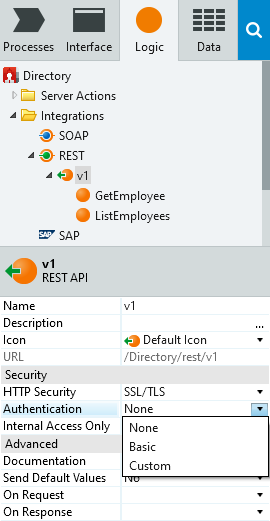 Processes Interface Logic Data
Directory
Server Actions
Integrations
SOAP
REST
v1
GetEmployee
ListEmployees
SAP SAP
v1
REST API
Name v1
Description ...
Icon Default Icon
URL /Directory/rest/v1
Security
HTTP Security SSL/TLS
Authentication None
Internal Access Only None
Advanced Basic
Documentation Custom
Send Default Values No
On Request
On Response